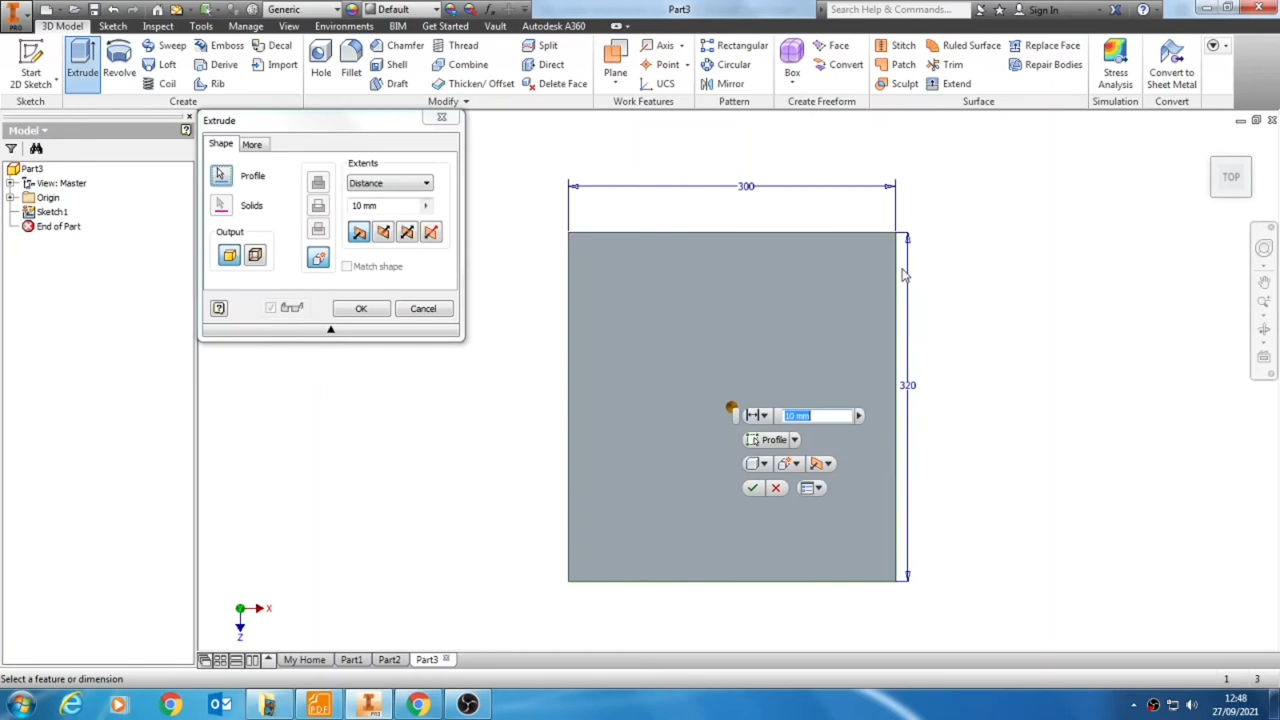 PRO
Generic
Default
Part3
Search Help & Commands...
Sign In
3D Model
Sketch
Inspect
Tools
Manage
View
Environments
BIM
Get Started
Vault
Autodesk A360
Start
2D Sketch
Sketch
Extrude
Revolve
Sweep
Loft
Coil
Emboss
Derive
Rib
Decal
Import
Create
Hole
Fillet
Chamfer
Shell
Draft
Thread
Combine
Thicken/ Offset
Split
Direct
Delete Face
Modify
Plane
Axis
Point
UCS
Work Features
Rectangular
Circular
Mirror
Pattern
Box
Face
Convert
Create Freeform
Stitch
Patch
Sculpt
Ruled Surface
Trim
Extend
Replace Face
Repair Bodies
Surface
Stress
Analysis
Simulation
Convert to
Sheet Metal
Convert
Model
Part3
View: Master
Origin
Sketch1
End of Part
Extrude
Shape
More
Profile
Solids
Output
Extents
Distance
10 mm
Match shape
OK
Cancel
300
320
TOP
10 mm
Profile
X
Z
My Home
Part1
Part2
Part3
Select a feature or dimension
1
3
PDF
PRO
12:48
27/09/2021